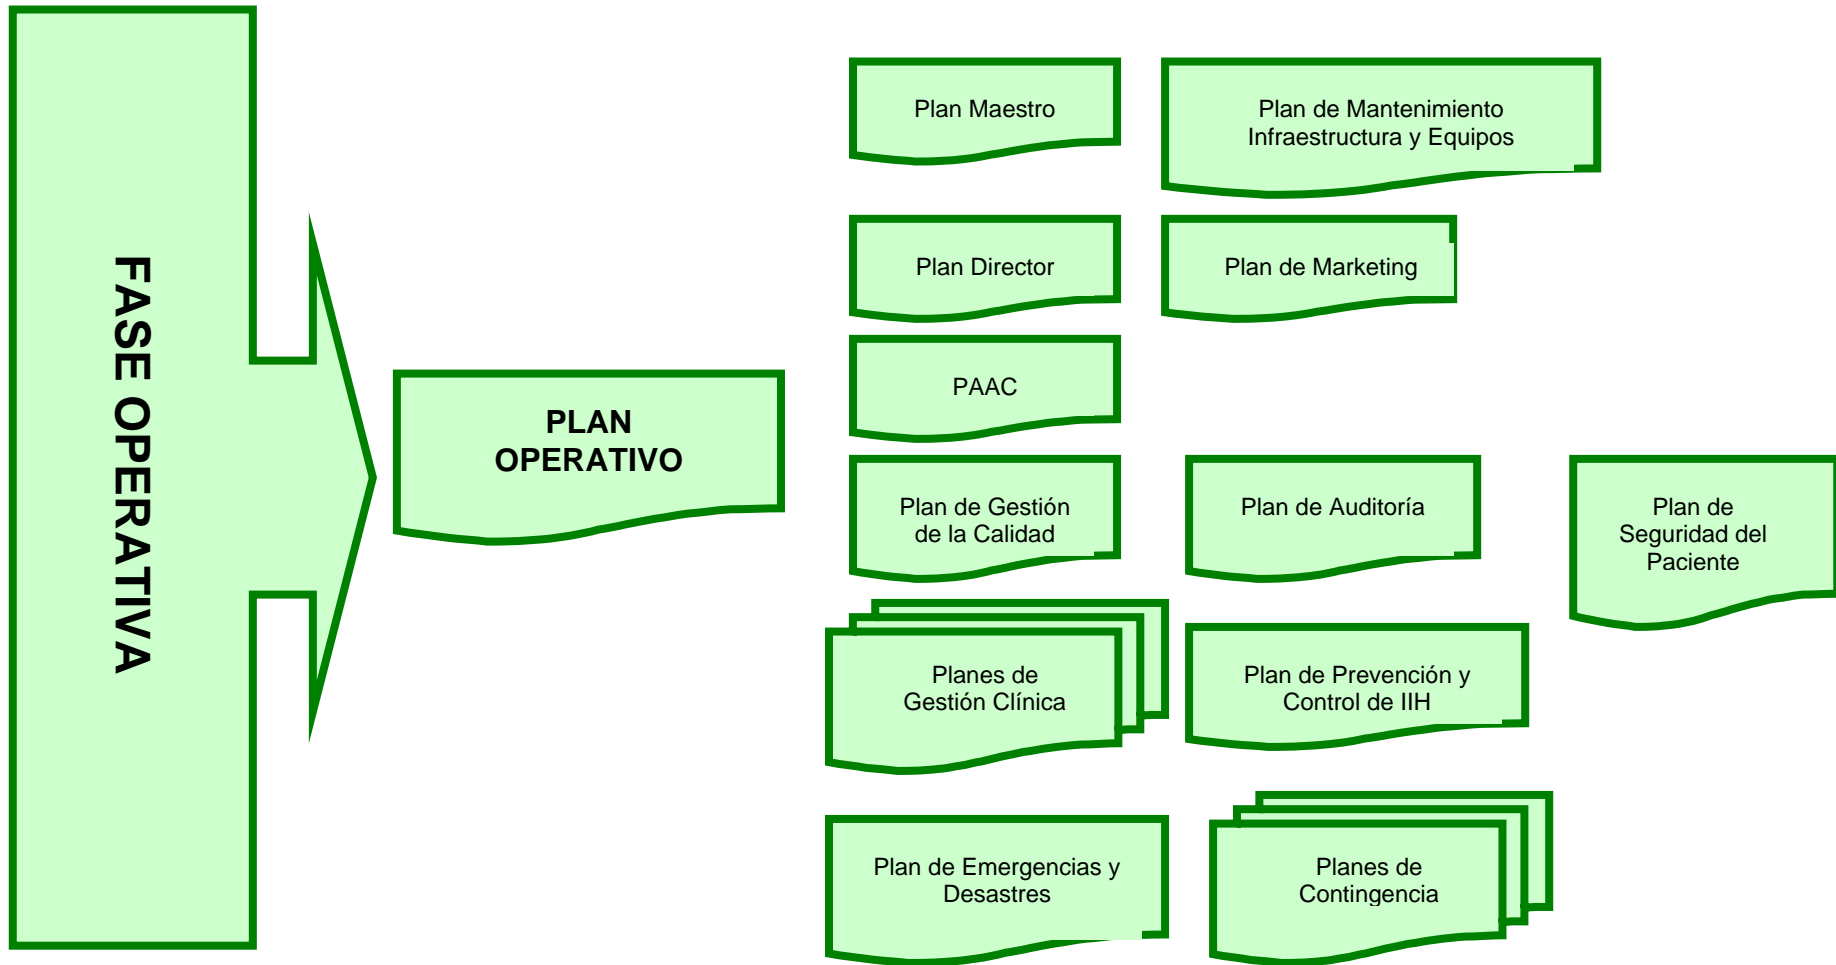 FASE OPERATIVA
PLAN
OPERATIVO
Plan Maestro
Plan de Mantenimiento
Infraestructura y Equipos
Plan Director
Plan de Marketing
PAAC
Plan de Gestión
de la Calidad
Plan de Auditoría
Plan de
Seguridad del
Paciente
Planes de
Gestión Clínica
Plan de Prevención y
Control de IIH
Plan de Emergencias y
Desastres
Planes de
Contingencia